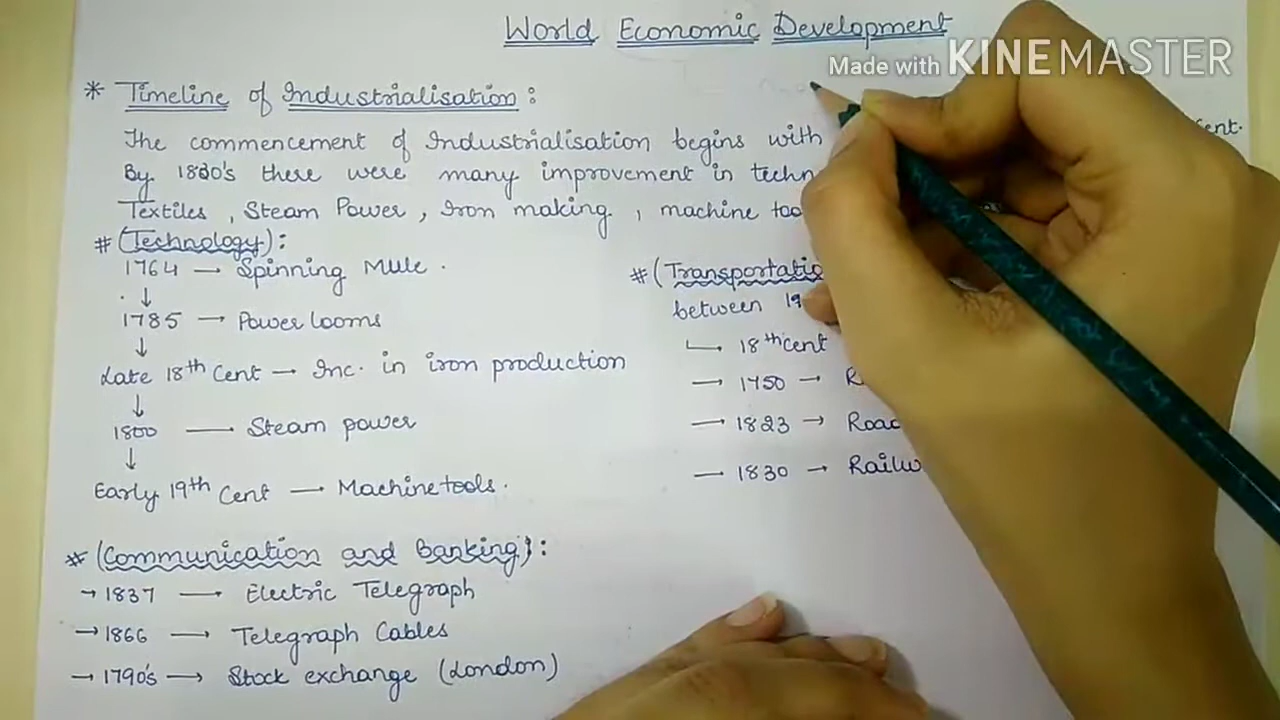 World Economic Development
Made with KINEMASTER
* Timeline of Industrialisation :
The commencement of Industrialisation begins with
cent.
By 1830's there were many improvement in techn
Textiles , Steam Power , Iron making , machine too
# (Technology) :
1764 — Spinning Mule .
↓
1785 → Power looms
↓
Late 18th Cent — Inc. in iron production
↓
1800 — Steam power
↓
Early 19th Cent — Machine tools .
# (Transportatio
between 19
18th cent
→ 1750 → R
→ 1823 → Road
→ 1830 → Railw
# (Communication and Banking) :
→ 1837 → Electric Telegraph
→ 1866 → Telegraph Cables
→ 1790's → Stock exchange (London)